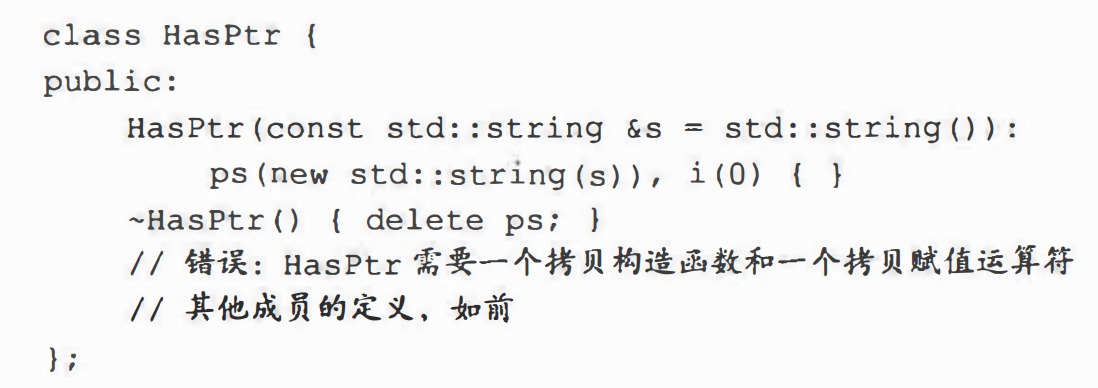 class HasPtr {
public:
    HasPtr(const std::string &s = std::string()):
        ps(new std::string(s)), i(0) { }
    ~HasPtr() { delete ps; }
    // 错误：HasPtr 需要一个拷贝构造函数和一个拷贝赋值运算符
    // 其他成员的定义，如前
};